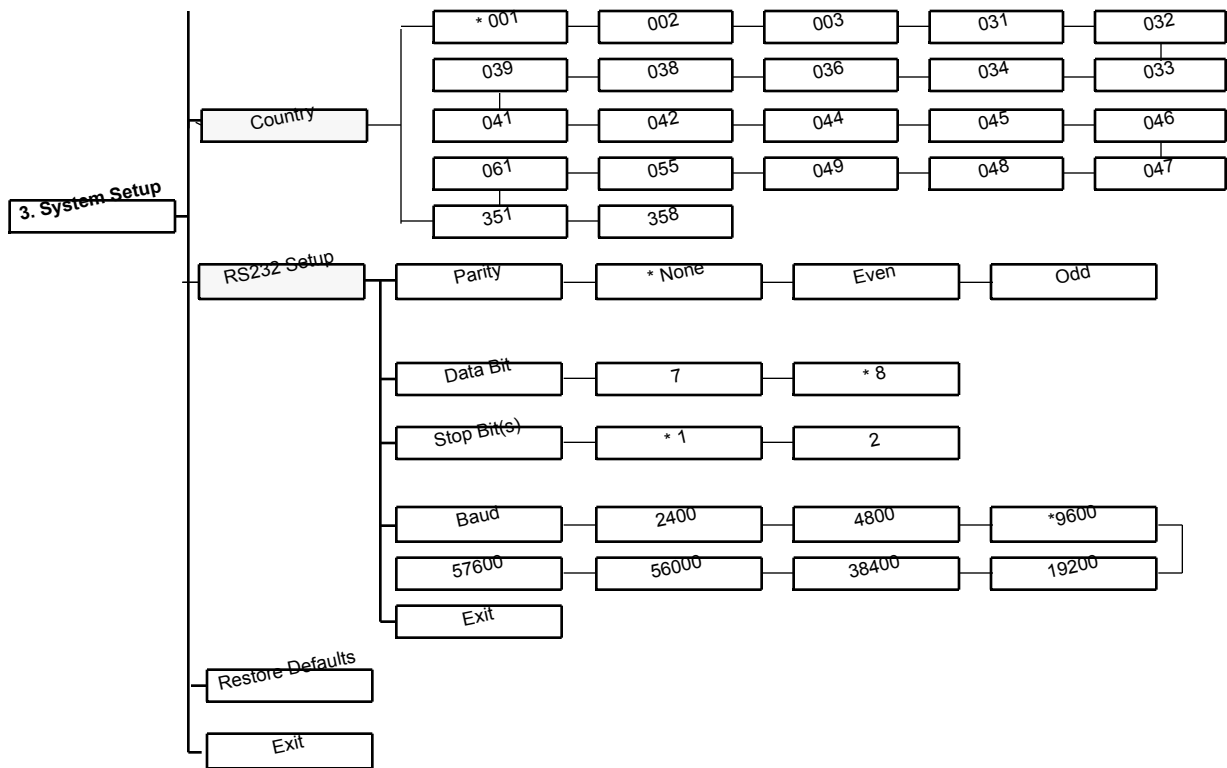 * 001 002 003 031 032
039 038 036 034 033
Country
041 042 044 045 046
061 055 049 048 047
3. System Setup
351 358
RS232 Setup Parity * None Even Odd
Data Bit 7 * 8
Stop Bit(s) * 1 2
Baud 2400 4800 *9600
57600 56000 38400 19200
Exit
Restore Defaults
Exit